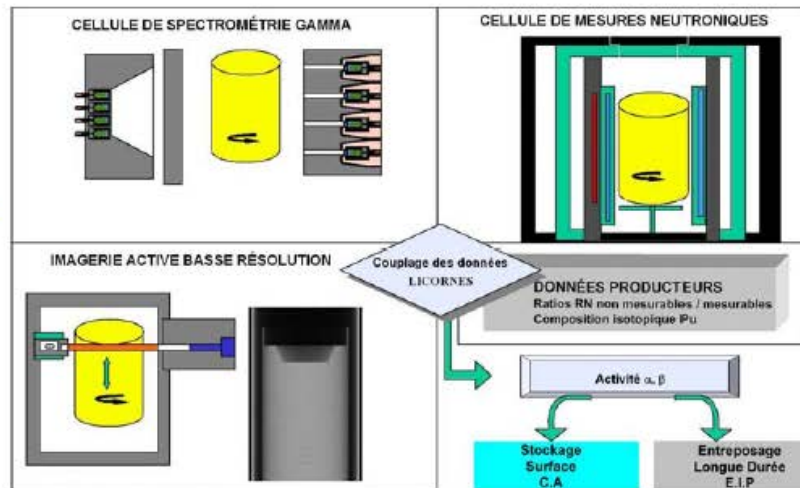 CELLULE DE SPECTROMÉTRIE GAMMA
CELLULE DE MESURES NEUTRONIQUES
IMAGERIE ACTIVE BASSE RÉSOLUTION
Couplage des données
LICORNES
DONNÉES PRODUCTEURS
Ratios RN non mesurables / mesurables
Composition isotopique IPu
Activité α, β
Stockage
Surface
C.A
Entreposage
Longue Durée
E.I.P